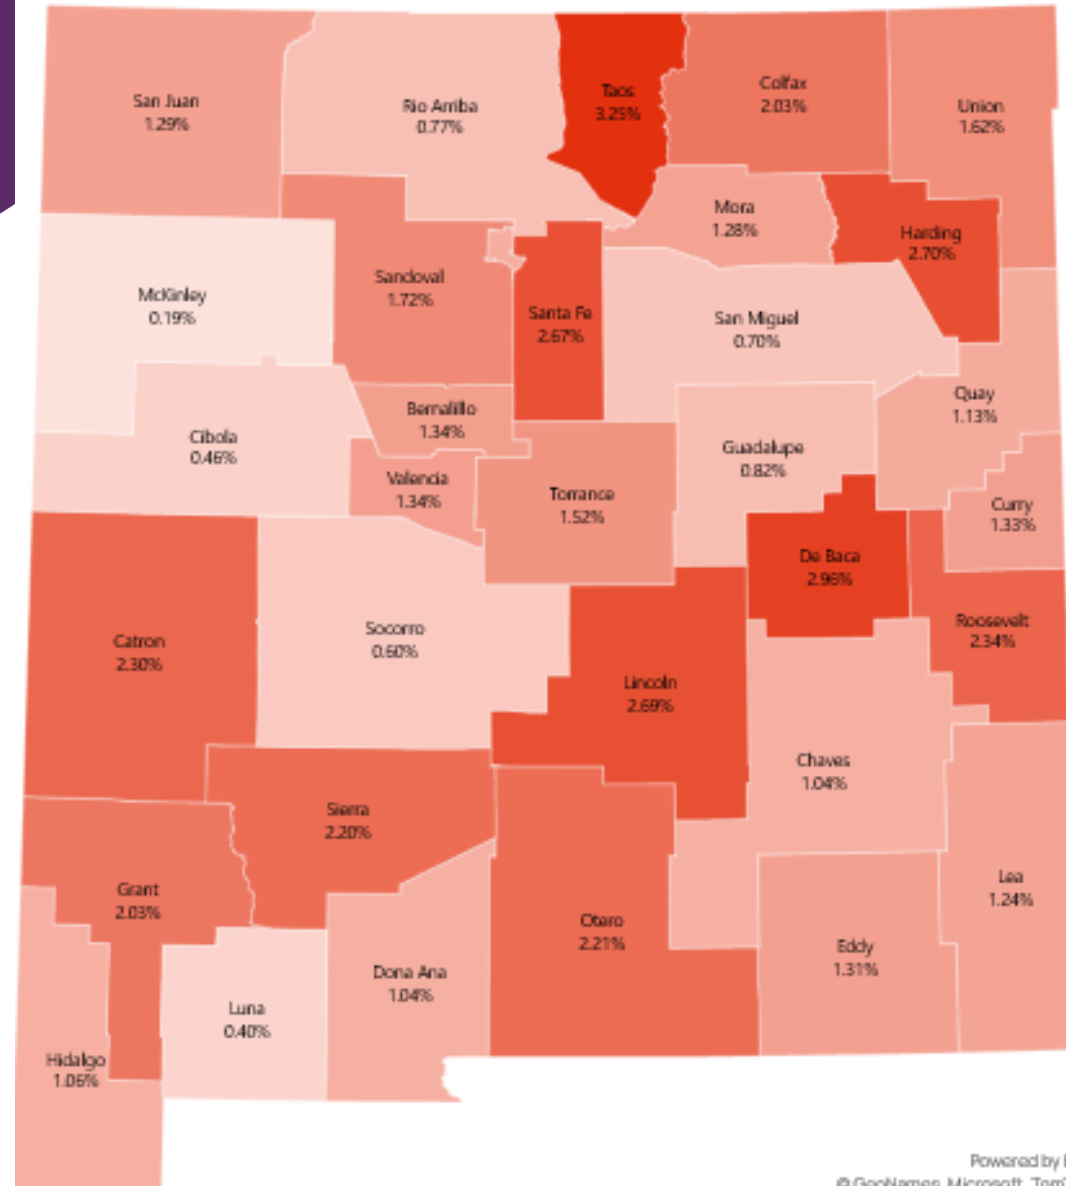 San Juan
1.29%
Rio Arriba
0.77%
Taos
3.25%
Colfax
2.03%
Union
1.62%
Mora
1.28%
Harding
2.70%
McKinley
0.19%
Sandoval
1.72%
Santa Fe
2.67%
San Miguel
0.70%
Quay
1.13%
Bernalillo
1.34%
Cibola
0.46%
Guadalupe
0.82%
Valencia
1.34%
Torrance
1.52%
Curry
1.33%
De Baca
2.96%
Roosevelt
2.34%
Catron
2.30%
Socorro
0.60%
Lincoln
2.69%
Chaves
1.04%
Sierra
2.20%
Grant
2.03%
Lea
1.24%
Otero
2.21%
Eddy
1.31%
Dona Ana
1.04%
Luna
0.40%
Hidalgo
1.06%
Powered by
© GeoNames, Microsoft, Tom